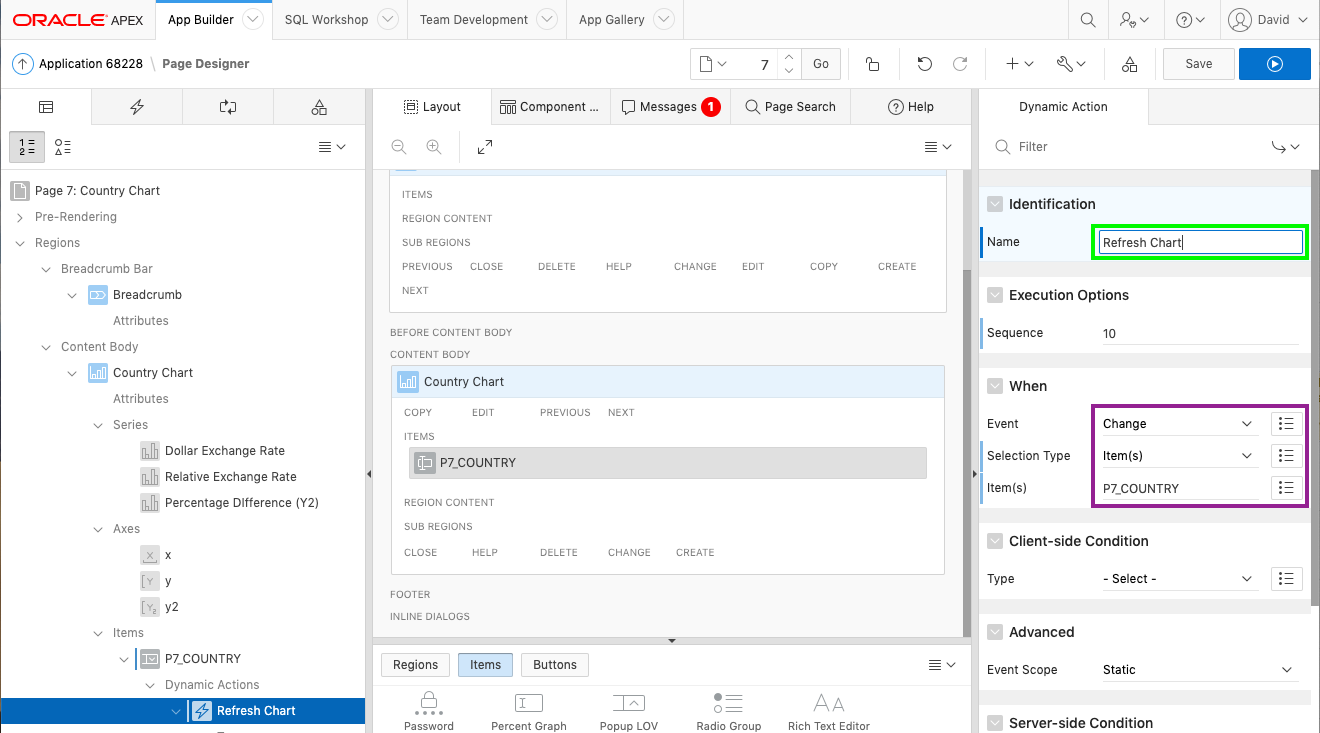 ORACLE APEX App Builder SQL Workshop Team Development App Gallery David
Application 68228 \ Page Designer 7 Go Save
Layout Component ... Messages 1 Page Search Help Dynamic Action
Filter
Page 7: Country Chart
Pre-Rendering
Regions
Breadcrumb Bar
Breadcrumb
Attributes
Content Body
Country Chart
Attributes
Series
Dollar Exchange Rate
Relative Exchange Rate
Percentage DIfference (Y2)
Axes
x
y
y2
Items
P7_COUNTRY
Dynamic Actions
Refresh Chart
ITEMS
REGION CONTENT
SUB REGIONS
PREVIOUS CLOSE DELETE HELP CHANGE EDIT COPY CREATE
NEXT
BEFORE CONTENT BODY
CONTENT BODY
Country Chart
COPY EDIT PREVIOUS NEXT
ITEMS
P7_COUNTRY
REGION CONTENT
SUB REGIONS
CLOSE HELP DELETE CHANGE CREATE
FOOTER
INLINE DIALOGS
Regions Items Buttons
Password Percent Graph Popup LOV Radio Group Rich Text Editor
Identification
Name Refresh Chart
Execution Options
Sequence 10
When
Event Change
Selection Type Item(s)
Item(s) P7_COUNTRY
Client-side Condition
Type - Select -
Advanced
Event Scope Static
Server-side Condition